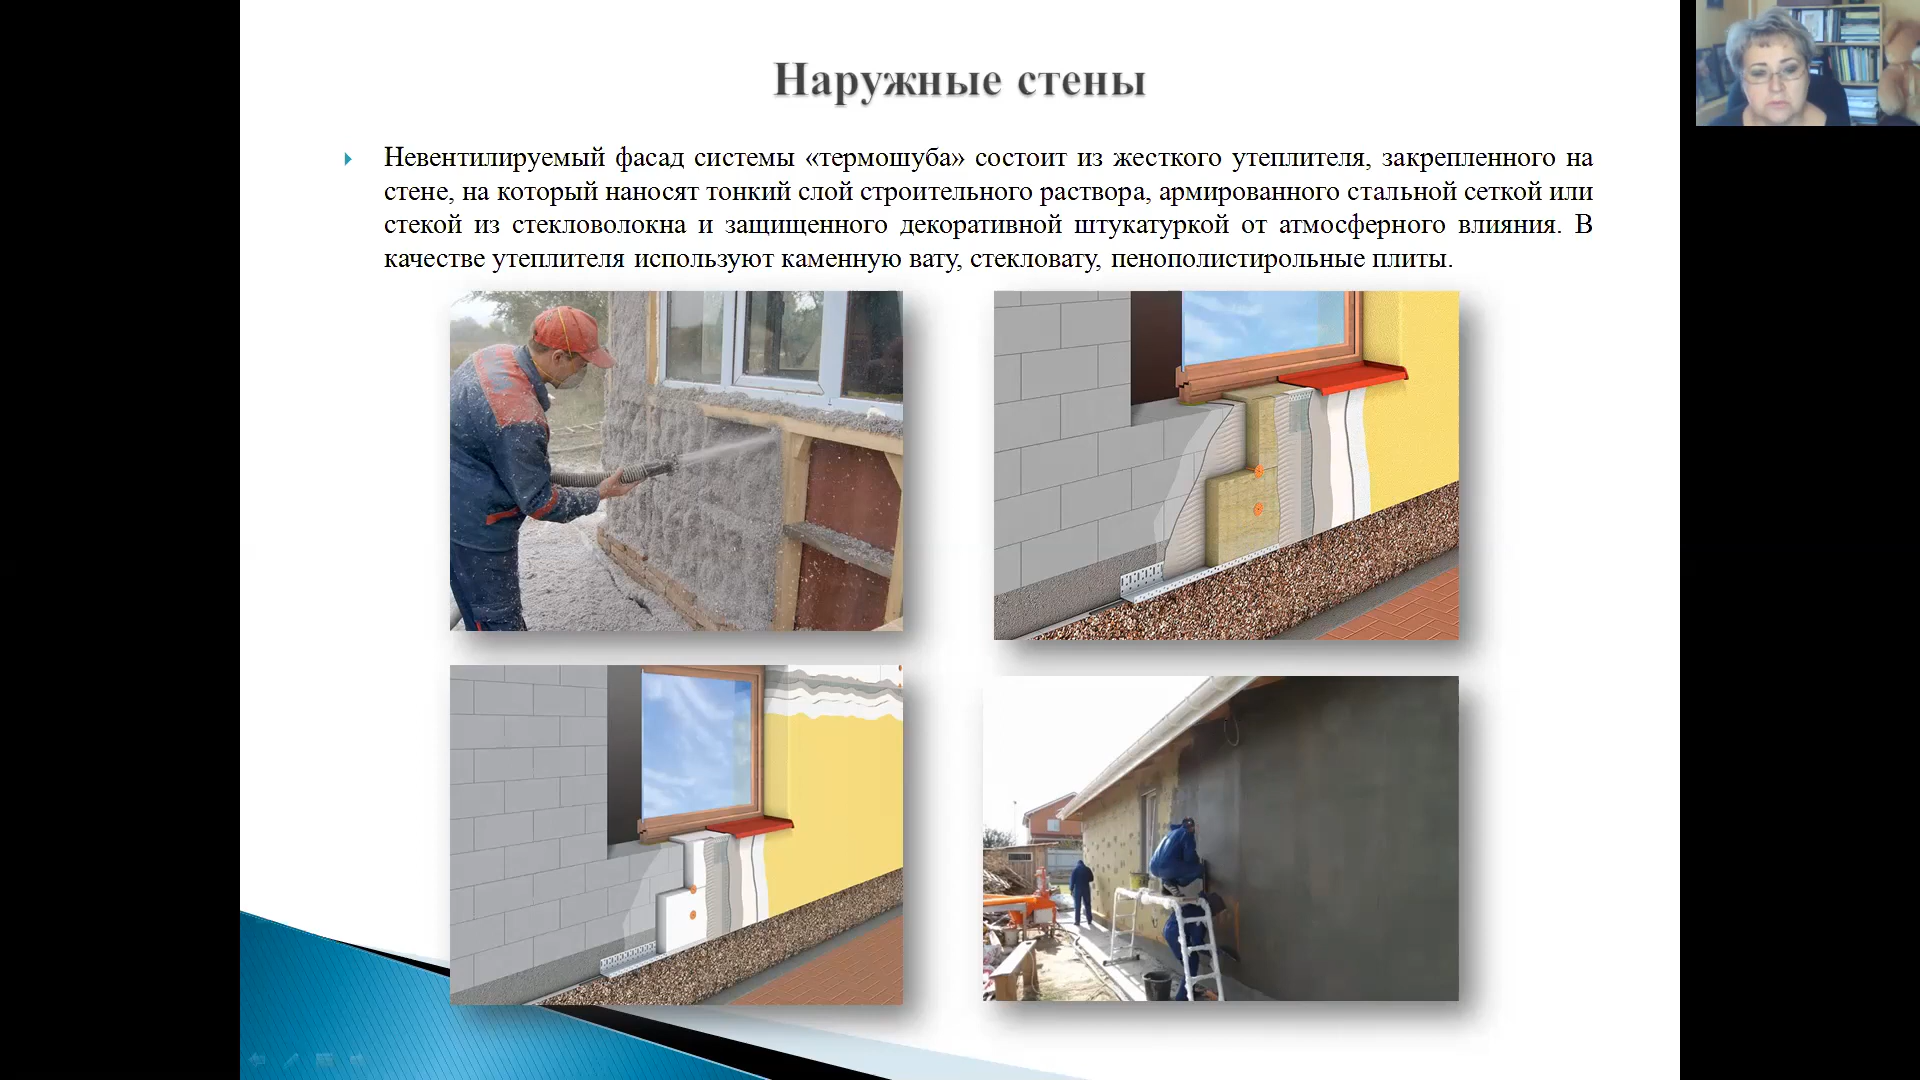 Наружные стены
Невентилируемый фасад системы «термошуба» состоит из жесткого утеплителя, закрепленного на
стене, на который наносят тонкий слой строительного раствора, армированного стальной сеткой или
стекой из стекловолокна и защищенного декоративной штукатуркой от атмосферного влияния. В
качестве утеплителя используют каменную вату, стекловату, пенополистирольные плиты.